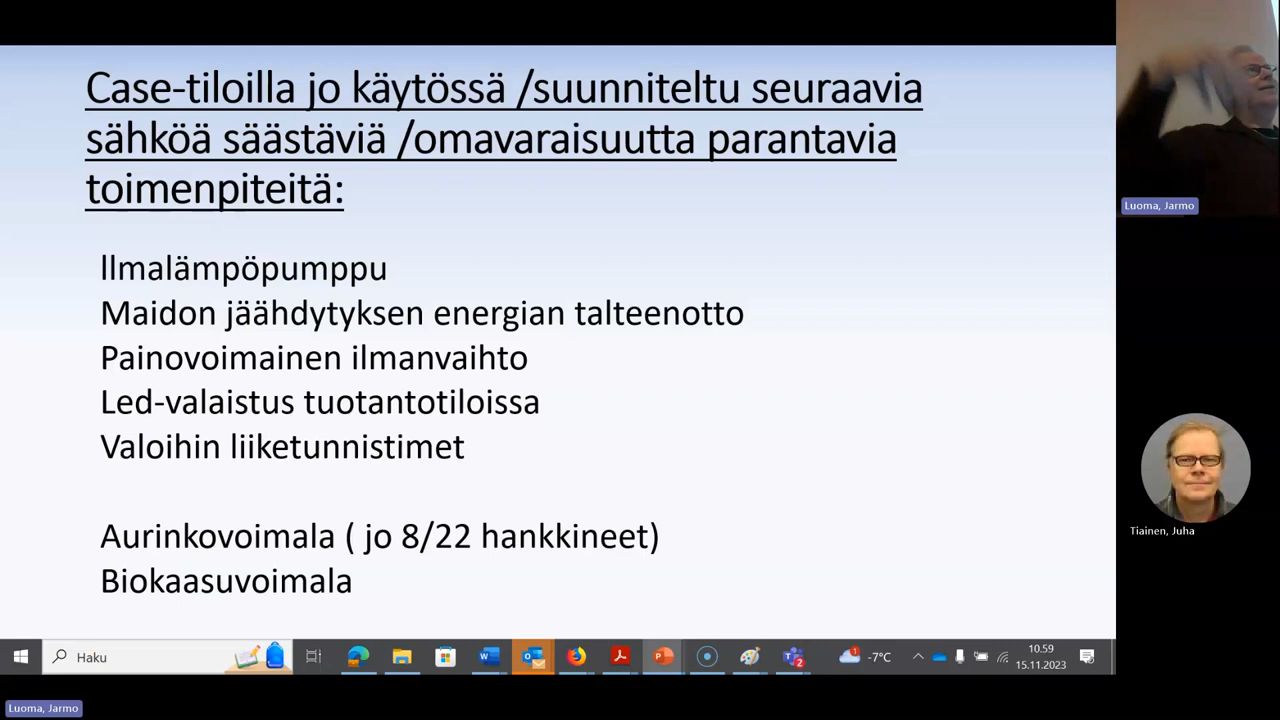 Case-tiloilla jo käytössä /suunniteltu seuraavia
sähköä säästäviä /omavaraisuutta parantavia
toimenpiteitä:
Ilmalämpöpumppu
Maidon jäähdytyksen energian talteenotto
Painovoimainen ilmanvaihto
Led-valaistus tuotantotiloissa
Valoihin liiketunnistimet
Aurinkovoimala ( jo 8/22 hankkineet)
Biokaasuvoimala
Luoma, Jarmo
Tiainen, Juha
Haku
-7°C
10.59
15.11.2023
Luoma, Jarmo